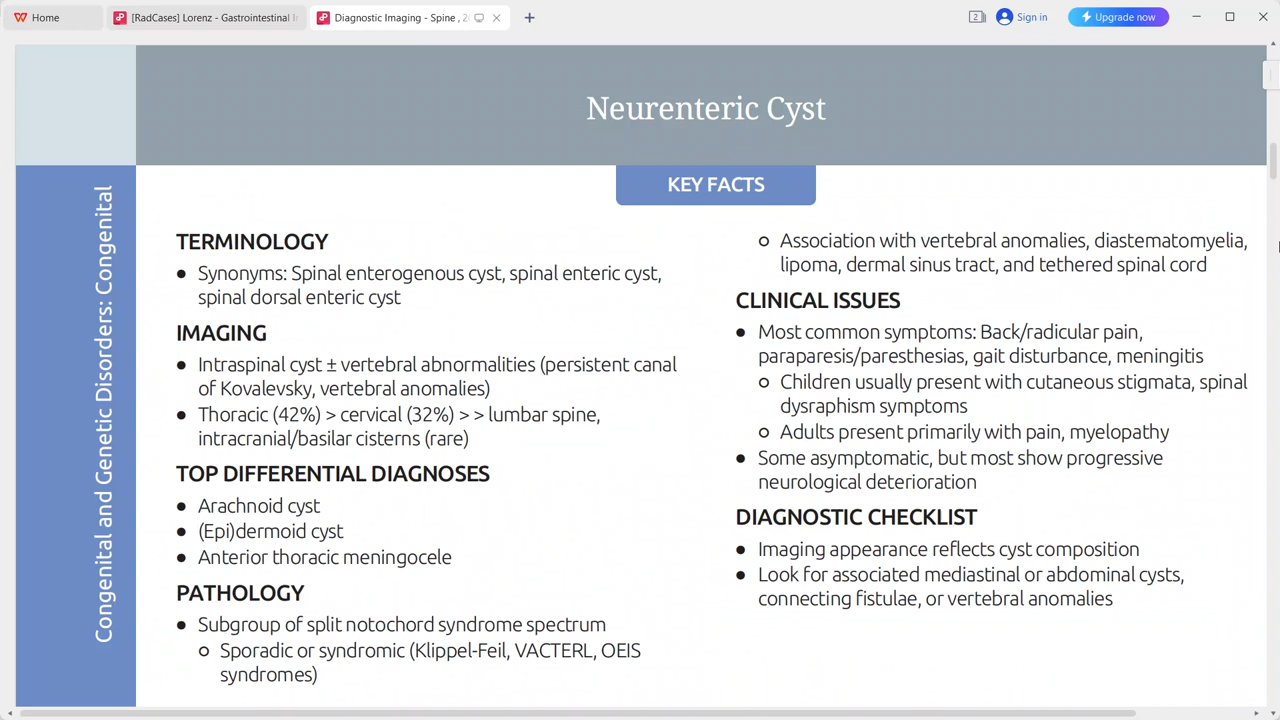 Home
[RadCases] Lorenz - Gastrointestinal I
Diagnostic Imaging - Spine , 2
2
Sign in
Upgrade now
Neurenteric Cyst
KEY FACTS
Congenital and Genetic Disorders: Congenital
TERMINOLOGY
• Synonyms: Spinal enterogenous cyst, spinal enteric cyst,
spinal dorsal enteric cyst
IMAGING
• Intraspinal cyst ± vertebral abnormalities (persistent canal
of Kovalevsky, vertebral anomalies)
• Thoracic (42%) > cervical (32%) > > lumbar spine,
intracranial/basilar cisterns (rare)
TOP DIFFERENTIAL DIAGNOSES
• Arachnoid cyst
• (Epi)dermoid cyst
• Anterior thoracic meningocele
PATHOLOGY
• Subgroup of split notochord syndrome spectrum
○ Sporadic or syndromic (Klippel-Feil, VACTERL, OEIS
syndromes)
○ Association with vertebral anomalies, diastematomyelia,
lipoma, dermal sinus tract, and tethered spinal cord
CLINICAL ISSUES
• Most common symptoms: Back/radicular pain,
paraparesis/paresthesias, gait disturbance, meningitis
○ Children usually present with cutaneous stigmata, spinal
dysraphism symptoms
○ Adults present primarily with pain, myelopathy
• Some asymptomatic, but most show progressive
neurological deterioration
DIAGNOSTIC CHECKLIST
• Imaging appearance reflects cyst composition
• Look for associated mediastinal or abdominal cysts,
connecting fistulae, or vertebral anomalies